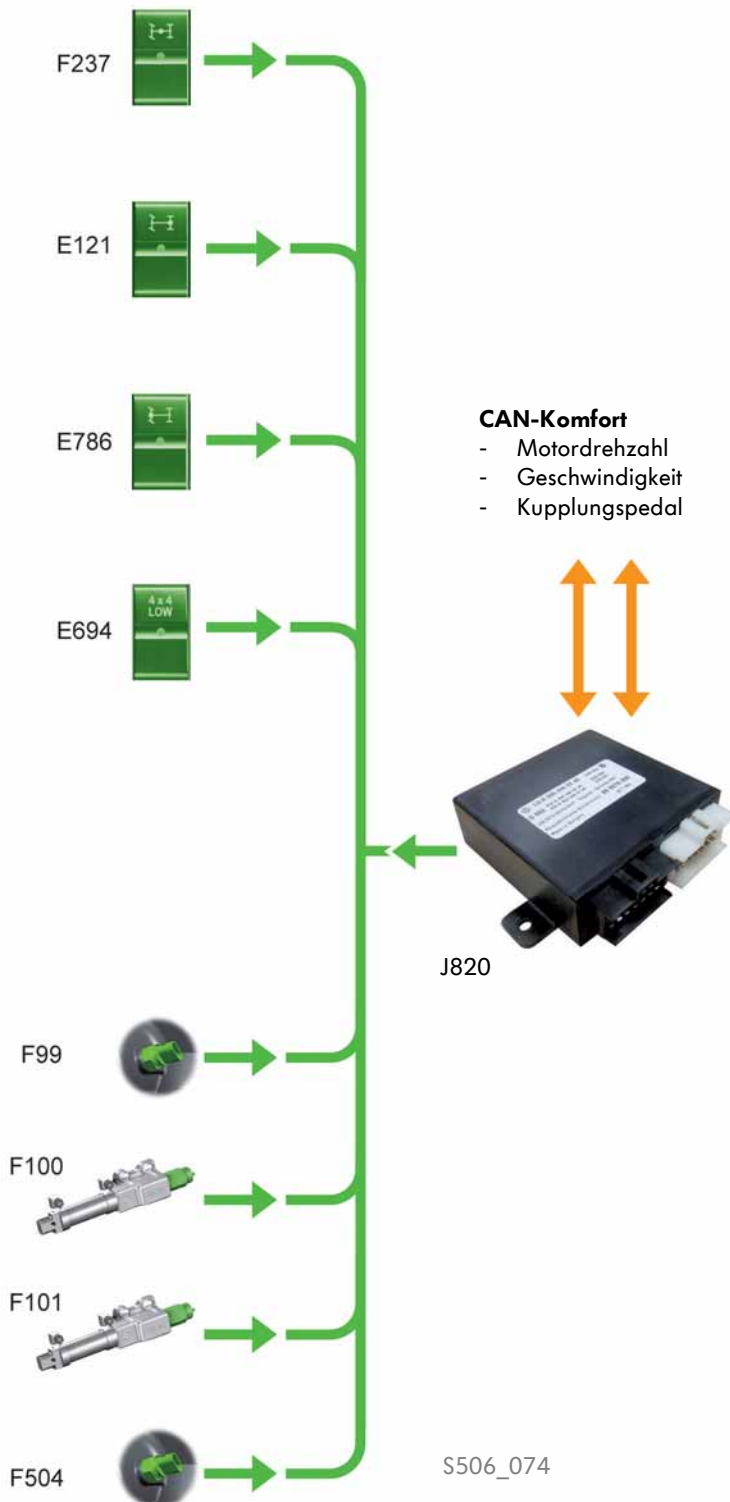 F237
E121
E786
CAN-Komfort
- Motordrehzahl
- Geschwindigkeit
- Kupplungspedal
4x4
LOW
E694
J820
F99
F100
F101
F504
S506_074